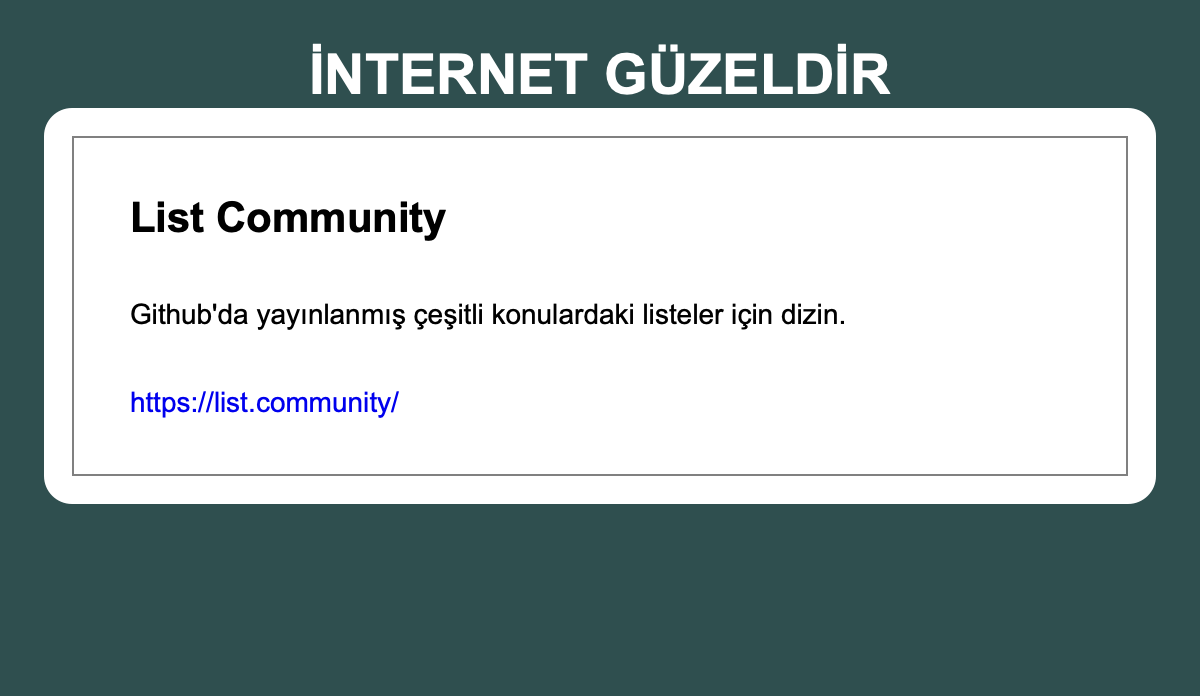 İNTERNET GÜZELDİR
List Community
Github'da yayınlanmış çeşitli konulardaki listeler için dizin.
https://list.community/